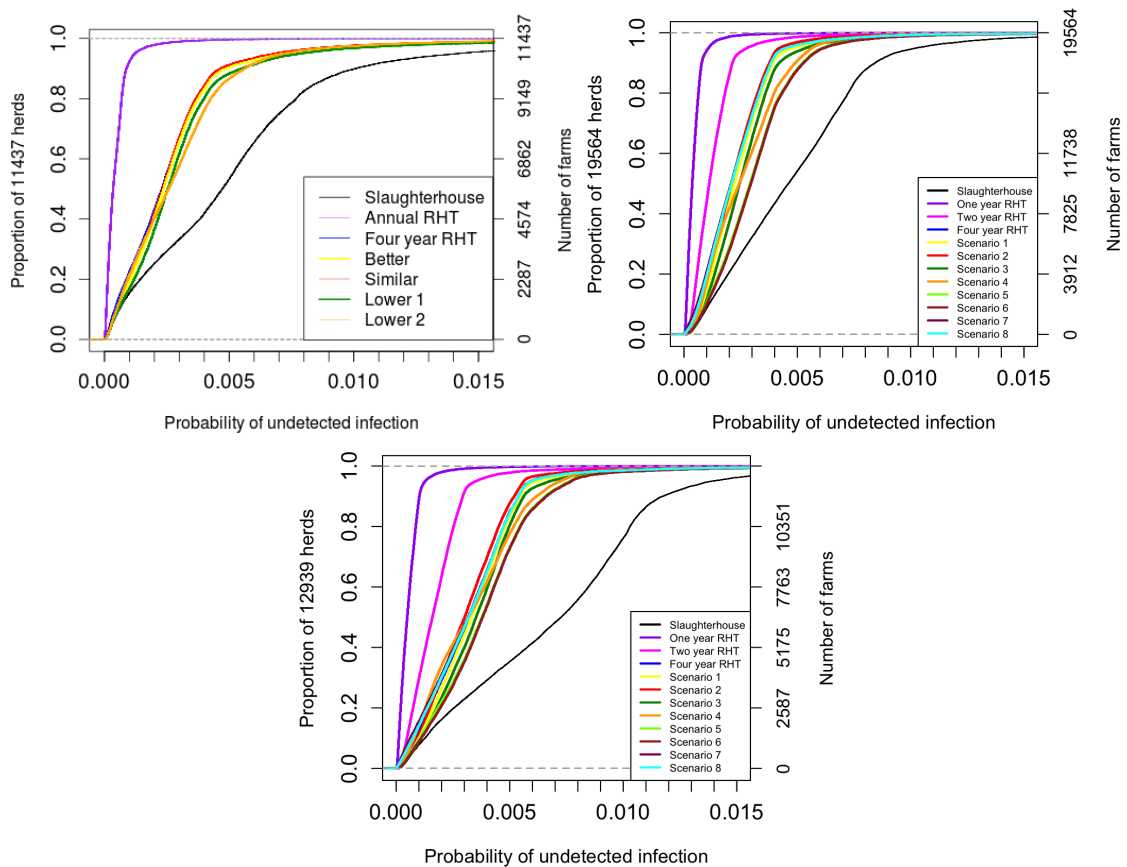 Proportion of 11437 herds
1.0
0.8
0.6
0.4
0.2
0.0
Slaughterhouse
Annual RHT
Four year RHT
Better
Similar
Lower 1
Lower 2
11437
9149
6862
4574
2287
0
Number of farms
0.000
0.005
0.010
0.015
Probability of undetected infection
Proportion of 19564 herds
1.0
0.8
0.6
0.4
0.2
0.0
Slaughterhouse
One year RHT
Two year RHT
Four year RHT
Scenario 1
Scenario 2
Scenario 3
Scenario 4
Scenario 5
Scenario 6
Scenario 7
Scenario 8
19564
11738
7825
3912
0
Number of farms
0.000
0.005
0.010
0.015
Probability of undetected infection
Proportion of 12939 herds
1.0
0.8
0.6
0.4
0.2
0.0
Slaughterhouse
One year RHT
Two year RHT
Four year RHT
Scenario 1
Scenario 2
Scenario 3
Scenario 4
Scenario 5
Scenario 6
Scenario 7
Scenario 8
10351
7763
5175
2587
0
Number of farms
0.000
0.005
0.010
0.015
Probability of undetected infection